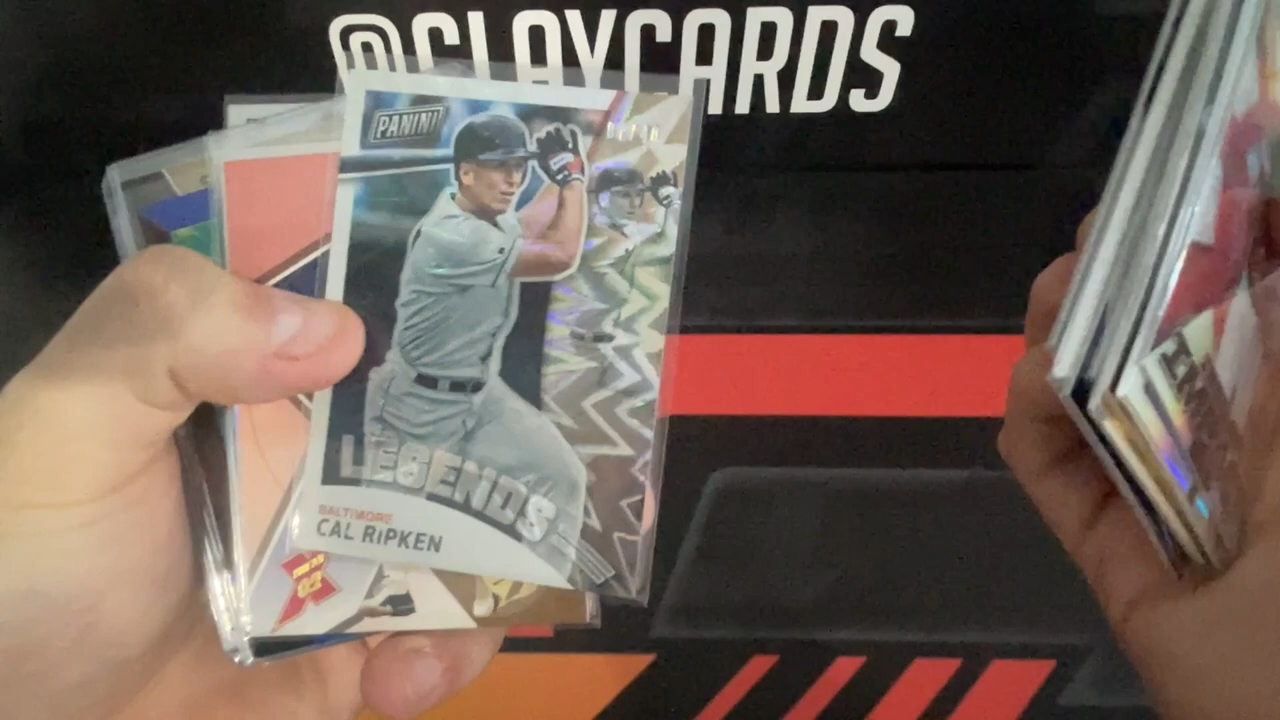 @CLAYCARDS
PANINI
LEGENDS
BALTIMORE
CAL RIPKEN